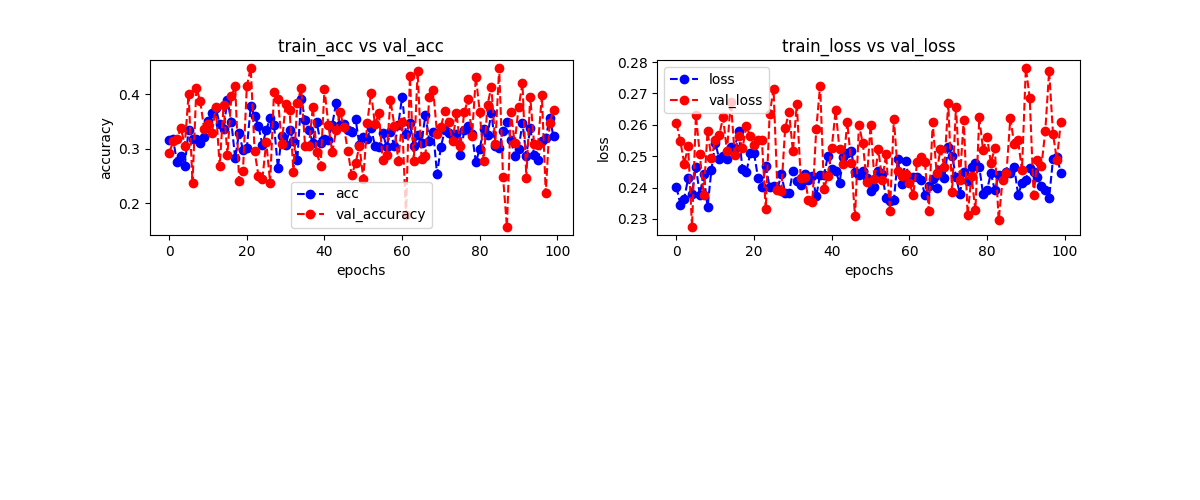 train_acc vs val_acc
accuracy
0.4
0.3
0.2
acc
val_accuracy
0
20
40
60
80
100
epochs
train_loss vs val_loss
loss
0.28
0.27
0.26
0.25
0.24
0.23
loss
val_loss
0
20
40
60
80
100
epochs